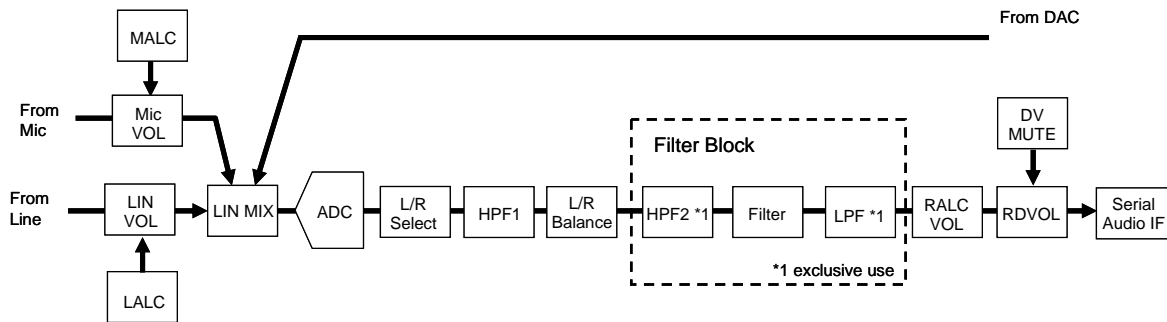 From DAC
MALC
From
Mic
Mic
VOL
DV
MUTE
Filter Block
From
Line
LIN
VOL
LIN MIX
ADC
L/R
Select
HPF1
L/R
Balance
HPF2 *1
Filter
LPF *1
RALC
VOL
RDVOL
Serial
Audio IF
*1 exclusive use
LALC